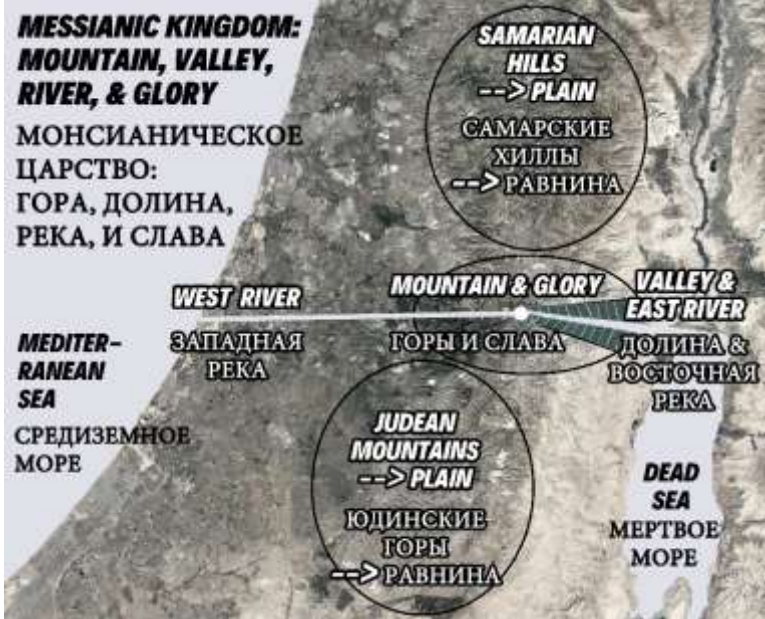 MESSIANIC KINGDOM:
MOUNTAIN, VALLEY,
RIVER, & GLORY
МОНСИАНИЧЕСКОЕ
ЦАРСТВО:
ГОРА, ДОЛИНА,
РЕКА, И СЛАВА
SAMARIAN
HILLS
--> PLAIN
САМАРСКИЕ
ХИЛЛЫ
--> РАВНИНА
WEST RIVER
ЗАПАДНАЯ
РЕКА
MOUNTAIN & GLORY
ГОРЫ И СЛАВА
VALLEY &
EAST RIVER
ДОЛИНА &
ВОСТОЧНАЯ
РЕКА
MEDITER-
RANEAN
SEA
СРЕДИЗЕМНОЕ
МОРЕ
JUDEAN
MOUNTAINS
--> PLAIN
ЮДИНСКИЕ
ГОРЫ
--> РАВНИНА
DEAD
SEA
МЕРТВОЕ
МОРЕ